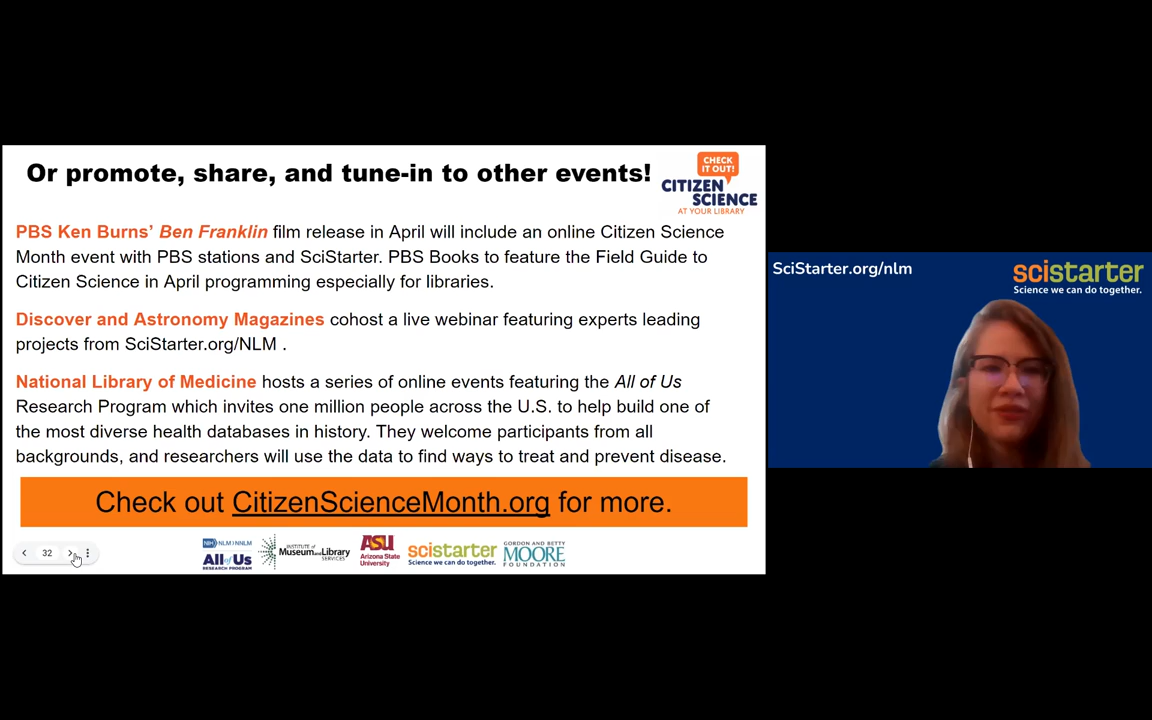 Or promote, share, and tune-in to other events!
CHECK
IT OUT!
CITIZEN
SCIENCE
AT YOUR LIBRARY
PBS Ken Burns’ Ben Franklin film release in April will include an online Citizen Science
Month event with PBS stations and SciStarter. PBS Books to feature the Field Guide to
Citizen Science in April programming especially for libraries.
Discover and Astronomy Magazines cohost a live webinar featuring experts leading
projects from SciStarter.org/NLM .
National Library of Medicine hosts a series of online events featuring the All of Us
Research Program which invites one million people across the U.S. to help build one of
the most diverse health databases in history. They welcome participants from all
backgrounds, and researchers will use the data to find ways to treat and prevent disease.
Check out CitizenScienceMonth.org for more.
32
NIH NLM NNLM
All of Us
RESEARCH PROGRAM
INSTITUTE of
Museum and Library
SERVICES
ASU
Arizona State
University
scistarter
Science we can do together.
GORDON AND BETTY
MOORE
FOUNDATION
SciStarter.org/nlm
scistarter
Science we can do together.